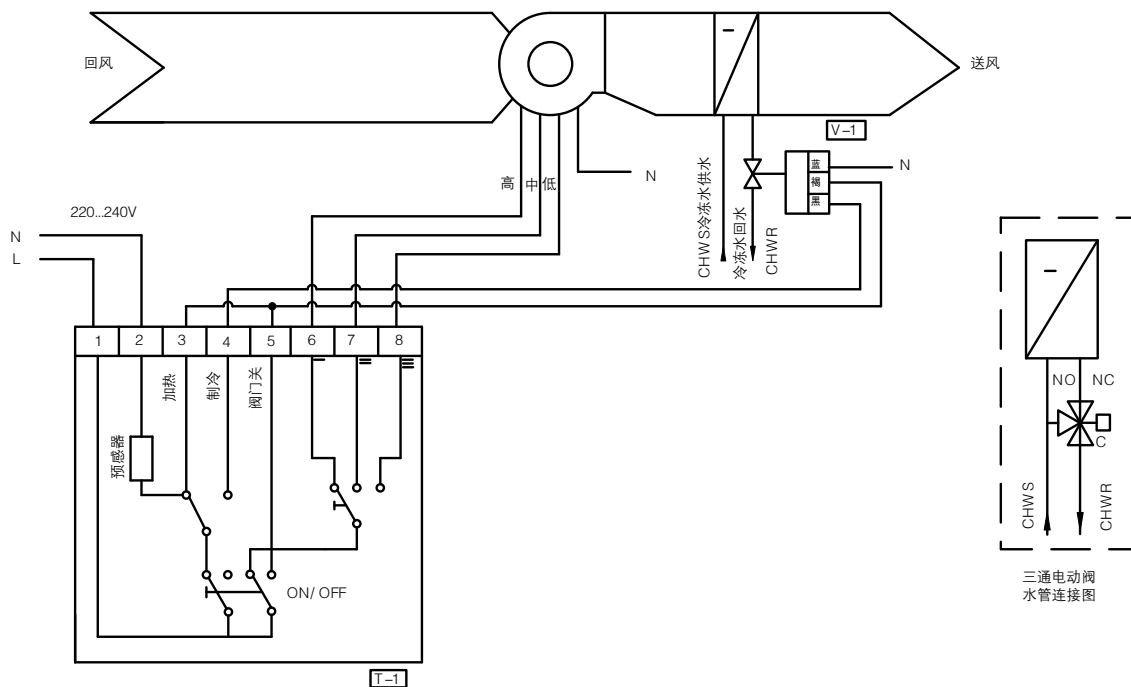 回风
送风
V-1
高 中 低
N
蓝
褐
黑
N
CHWS冷冻水供水
冷冻水回水
CHWR
220...240V
N
L
1 2 3 4 5 6 7 8
加热
制冷
阀门关
预感器
ON/ OFF
T-1
NO NC
C
CHWS
CHWR
三通电动阀
水管连接图